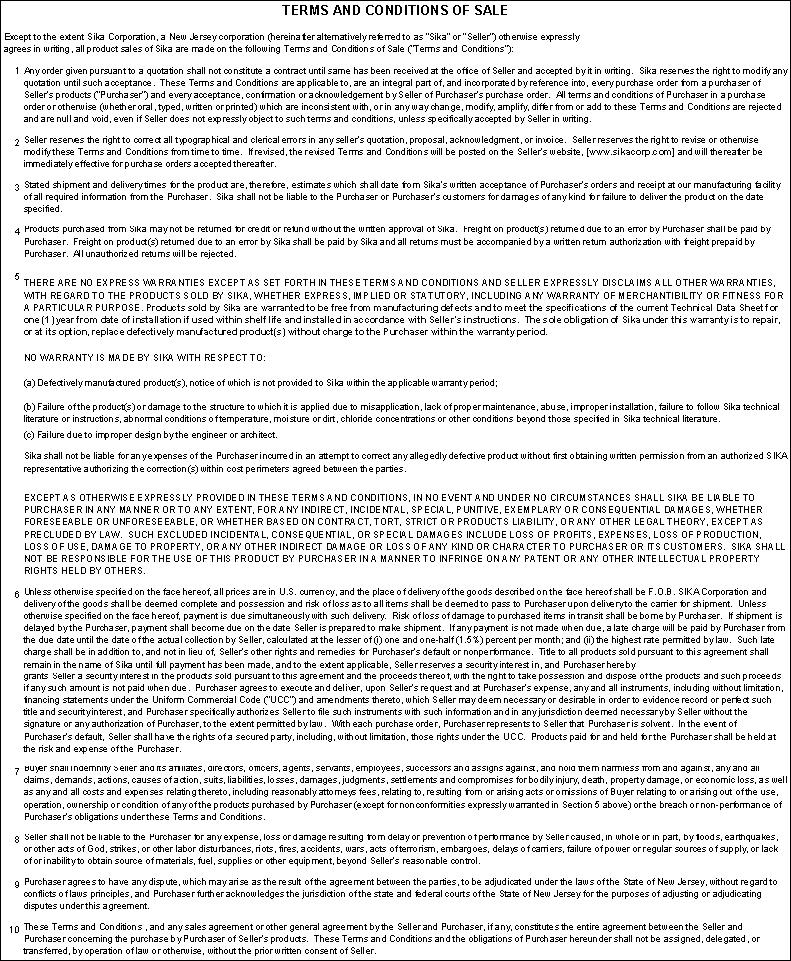 TERMS AND CONDITIONS OF SALE
Except to the extent Sika Corporation, a New Jersey corporation (hereinafter alternatively referred to as "Sika" or "Seller") otherwise expressly
agrees in writing, all product sales of Sika are made on the following Terms and Conditions of Sale ("Terms and Conditions"):
1 Any order given pursuant to a quotation shall not constitute a contract until same has been received at the office of Seller and accepted by it in writing. Sika reserves the right to modify any
quotation until such acceptance. These Terms and Conditions are applicable to, are an integral part of, and incorporated by reference into, every purchase order from a purchaser of
Seller's products ("Purchaser") and every acceptance, confirmation or acknowledgement by Seller of Purchaser's purchase order. All terms and conditions of Purchaser in a purchase
order or otherwise (whether oral, typed, written or printed) which are inconsistent with, or in any way change, modify, amplify, differ from or add to these Terms and Conditions are rejected
and are null and void, even if Seller does not expressly object to such terms and conditions, unless specifically accepted by Seller in writing.
2 Seller reserves the right to correct all typographical and clerical errors in any seller's quotation, proposal, acknowledgment, or invoice. Seller reserves the right to revise or otherwise
modify these Terms and Conditions from time to time. If revised, the revised Terms and Conditions will be posted on the Seller's website, [www.sikacorp.com] and will thereafter be
immediately effective for purchase orders accepted thereafter.
3 Stated shipment and delivery times for the product are, therefore, estimates which shall date from Sika's written acceptance of Purchaser's orders and receipt at our manufacturing facility
of all required information from the Purchaser. Sika shall not be liable to the Purchaser or Purchaser's customers for damages of any kind for failure to deliver the product on the date
specified.
4 Products purchased from Sika may not be returned for credit or refund without the written approval of Sika. Freight on product(s) returned due to an error by Purchaser shall be paid by
Purchaser. Freight on product(s) returned due to an error by Sika shall be paid by Sika and all returns must be accompanied by a written return authorization with freight prepaid by
Purchaser. All unauthorized returns will be rejected.
5 THERE ARE NO EXPRESS WARRANTIES EXCEPT AS SET FORTH IN THESE TERMS AND CONDITIONS AND SELLER EXPRESSLY DISCLAIMS ALL OTHER WARRANTIES,
WITH REGARD TO THE PRODUCTS SOLD BY SIKA, WHETHER EXPRESS, IMPLIED OR STATUTORY, INCLUDING ANY WARRANTY OF MERCHANTIBILITY OR FITNESS FOR
A PARTICULAR PURPOSE. Products sold by Sika are warranted to be free from manufacturing defects and to meet the specifications of the current Technical Data Sheet for
one (1) year from date of installation if used within shelf life and installed in accordance with Seller's instructions. The sole obligation of Sika under this warranty is to repair,
or at its option, replace defectively manufactured product(s) without charge to the Purchaser within the warranty period.
NO WARRANTY IS MADE BY SIKA WITH RESPECT TO:
(a) Defectively manufactured product(s), notice of which is not provided to Sika within the applicable warranty period;
(b) Failure of the product(s) or damage to the structure to which it is applied due to misapplication, lack of proper maintenance, abuse, improper installation, failure to follow Sika technical
literature or instructions, abnormal conditions of temperature, moisture or dirt, chloride concentrations or other conditions beyond those specified in Sika technical literature.
(c) Failure due to improper design by the engineer or architect.
Sika shall not be liable for any expenses of the Purchaser incurred in an attempt to correct any allegedly defective product without first obtaining written permission from an authorized SIKA
representative authorizing the correction(s) within cost perimeters agreed between the parties.
EXCEPT AS OTHERWISE EXPRESSLY PROVIDED IN THESE TERMS AND CONDITIONS, IN NO EVENT AND UNDER NO CIRCUMSTANCES SHALL SIKA BE LIABLE TO
PURCHASER IN ANY MANNER OR TO ANY EXTENT, FOR ANY INDIRECT, INCIDENTAL, SPECIAL, PUNITIVE, EXEMPLARY OR CONSEQUENTIAL DAMAGES, WHETHER
FORESEEABLE OR UNFORESEEABLE, OR WHETHER BASED ON CONTRACT, TORT, STRICT OR PRODUCTS LIABILITY, OR ANY OTHER LEGAL THEORY, EXCEPT AS
PRECLUDED BY LAW. SUCH EXCLUDED INCIDENTAL, CONSEQUENTIAL, OR SPECIAL DAMAGES INCLUDE LOSS OF PROFITS, EXPENSES, LOSS OF PRODUCTION,
LOSS OF USE, DAMAGE TO PROPERTY, OR ANY OTHER INDIRECT DAMAGE OR LOSS OF ANY KIND OR CHARACTER TO PURCHASER OR ITS CUSTOMERS. SIKA SHALL
NOT BE RESPONSIBLE FOR THE USE OF THIS PRODUCT BY PURCHASER IN A MANNER TO INFRINGE ON ANY PATENT OR ANY OTHER INTELLECTUAL PROPERTY
RIGHTS HELD BY OTHERS.
6 Unless otherwise specified on the face hereof, all prices are in U.S. currency, and the place of delivery of the goods described on the face hereof shall be F.O.B. SIKA Corporation and
delivery of the goods shall be deemed complete and possession and risk of loss as to all items shall be deemed to pass to Purchaser upon delivery to the carrier for shipment. Unless
otherwise specified on the face hereof, payment is due simultaneously with such delivery. Risk of loss of damage to purchased items in transit shall be borne by Purchaser. If shipment is
delayed by the Purchaser, payment shall become due on the date Seller is prepared to make shipment. If any payment is not made when due, a late charge will be paid by Purchaser from
the due date until the date of the actual collection by Seller, calculated at the lesser of (i) one and one-half (1.5%) percent per month; and (ii) the highest rate permitted by law. Such late
charge shall be in addition to, and not in lieu of, Seller's other rights and remedies for Purchaser's default or nonperformance. Title to all products sold pursuant to this agreement shall
remain in the name of Sika until full payment has been made, and to the extent applicable, Seller reserves a security interest in, and Purchaser hereby
grants Seller a security interest in the products sold pursuant to this agreement and the proceeds thereof, with the right to take possession and dispose of the products and such proceeds
if any such amount is not paid when due. Purchaser agrees to execute and deliver, upon Seller's request and at Purchaser's expense, any and all instruments, including without limitation,
financing statements under the Uniform Commercial Code ("UCC") and amendments thereto, which Seller may deem necessary or desirable in order to evidence record or perfect such
title and security interest, and Purchaser specifically authorizes Seller to file such instruments with such information and in any jurisdiction deemed necessary by Seller without the
signature or any authorization of Purchaser, to the extent permitted by law. With each purchase order, Purchaser represents to Seller that Purchaser is solvent. In the event of
Purchaser's default, Seller shall have the rights of a secured party, including, without limitation, those rights under the UCC. Products paid for and held for the Purchaser shall be held at
the risk and expense of the Purchaser.
7 Buyer shall indemnify Seller and its affiliates, directors, officers, agents, servants, employees, successors and assigns against, and hold them harmless from and against, any and all
claims, demands, actions, causes of action, suits, liabilities, losses, damages, judgments, settlements and compromises for bodily injury, death, property damage, or economic loss, as well
as any and all costs and expenses relating thereto, including reasonably attorneys fees, relating to, resulting from or arising acts or omissions of Buyer relating to or arising out of the use,
operation, ownership or condition of any of the products purchased by Purchaser (except for nonconformities expressly warranted in Section 5 above) or the breach or non-performance of
Purchaser's obligations under these Terms and Conditions.
8 Seller shall not be liable to the Purchaser for any expense, loss or damage resulting from delay or prevention of performance by Seller caused, in whole or in part, by floods, earthquakes,
or other acts of God, strikes, or other labor disturbances, riots, fires, accidents, wars, acts of terrorism, embargoes, delays of carriers, failure of power or regular sources of supply, or lack
of or inability to obtain source of materials, fuel, supplies or other equipment, beyond Seller's reasonable control.
9 Purchaser agrees to have any dispute, which may arise as the result of the agreement between the parties, to be adjudicated under the laws of the State of New Jersey, without regard to
conflicts of laws principles, and Purchaser further acknowledges the jurisdiction of the state and federal courts of the State of New Jersey for the purposes of adjusting or adjudicating
disputes under this agreement.
10 These Terms and Conditions , and any sales agreement or other general agreement by the Seller and Purchaser, if any, constitutes the entire agreement between the Seller and
Purchaser concerning the purchase by Purchaser of Seller's products. These Terms and Conditions and the obligations of Purchaser hereunder shall not be assigned, delegated, or
transferred, by operation of law or otherwise, without the prior written consent of Seller.